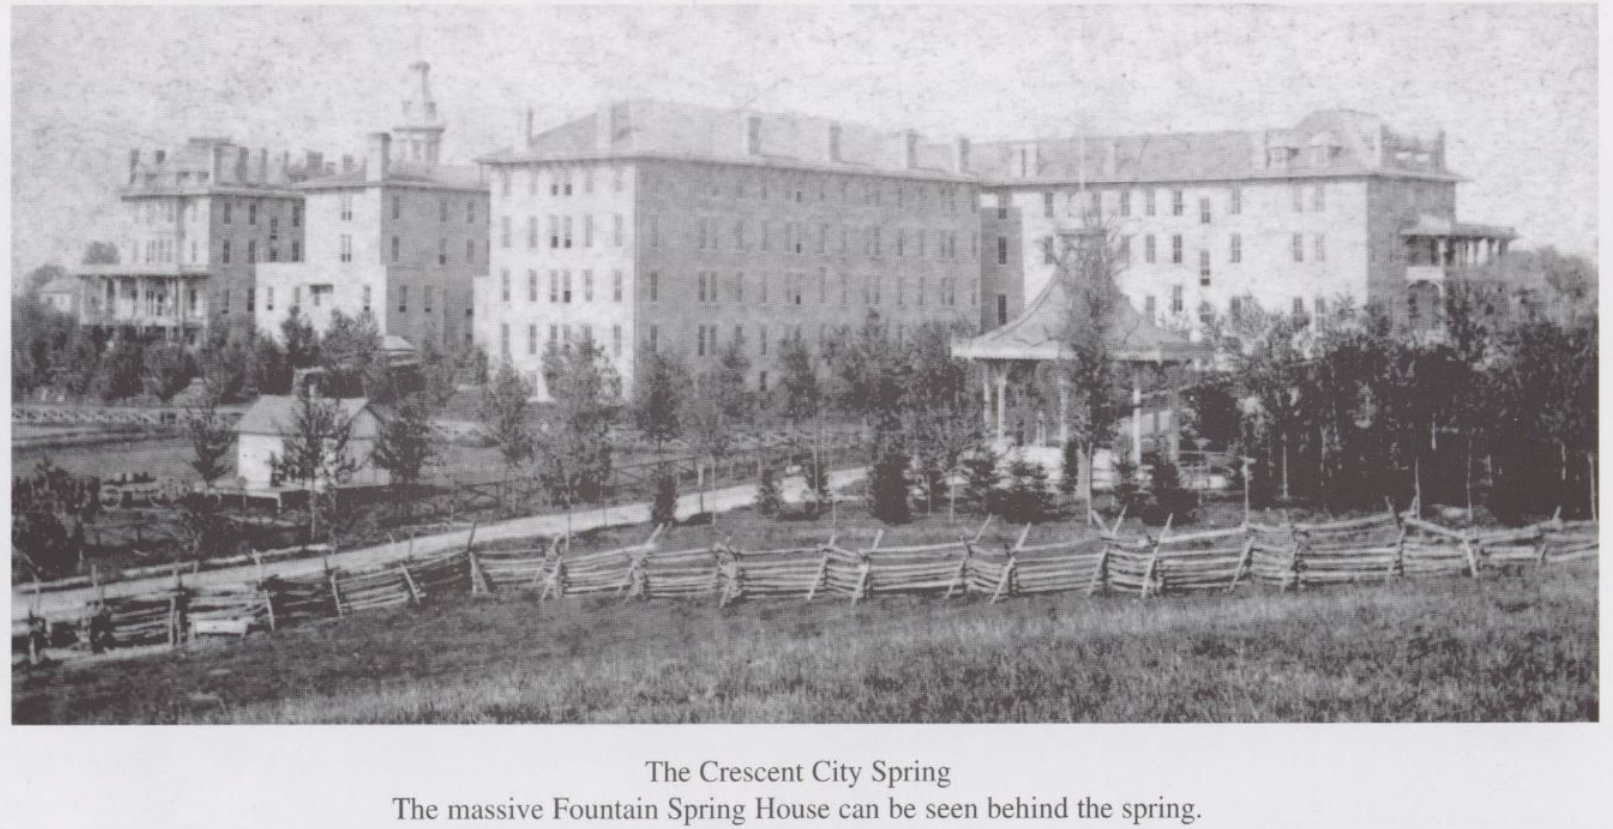 The Crescent City Spring
The massive Fountain Spring House can be seen behind the spring.